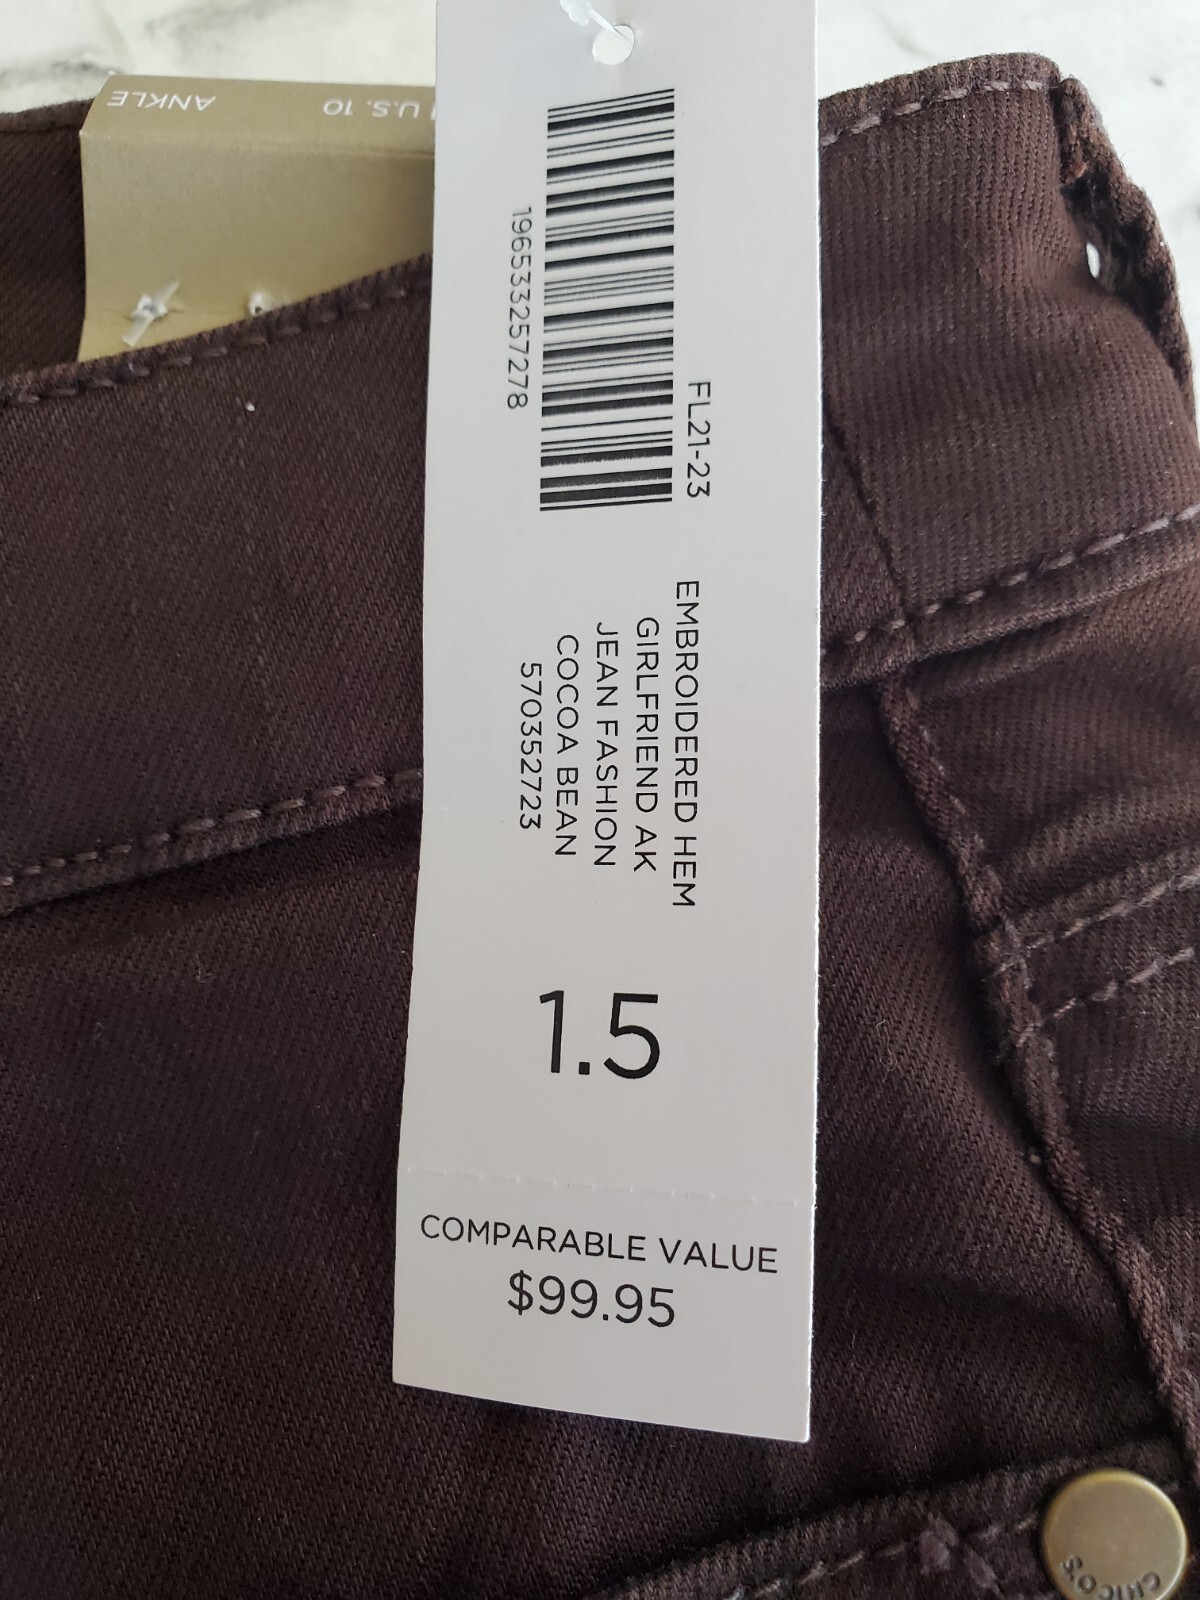 ANKLE
U.S. 10
196533257278
FL21-23
EMBROIDERED HEM
GIRLFRIEND AK
JEAN FASHION
COCOA BEAN
570352723
1.5
COMPARABLE VALUE
$99.95
CHICO'S